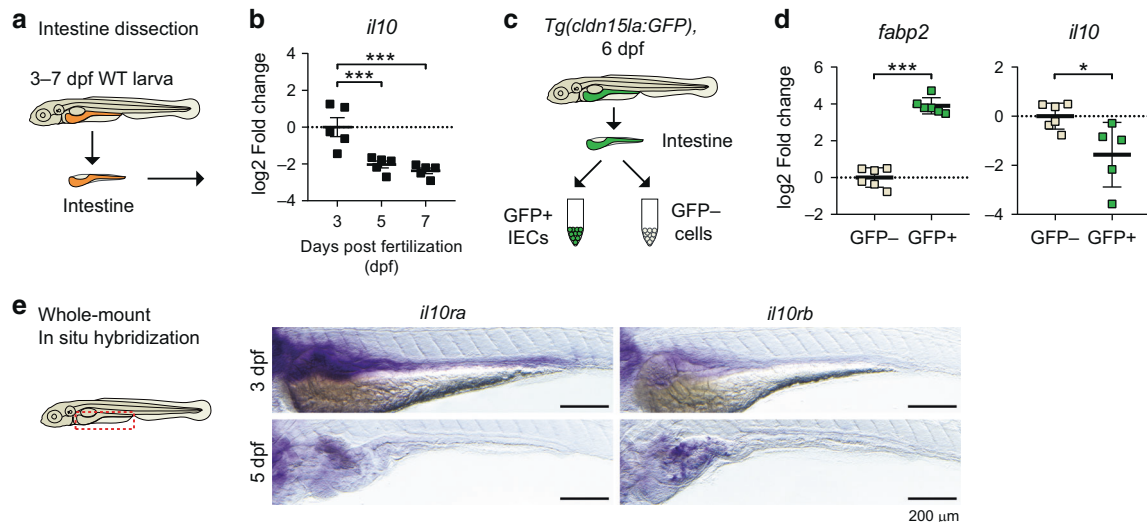 a
Intestine dissection
3–7 dpf WT larva
Intestine
b
il10
***
***
log2 Fold change
4
2
0
−2
−4
3 5 7
Days post fertilization
(dpf)
c
Tg(cldn15la:GFP),
6 dpf
Intestine
GFP+
IECs
GFP–
cells
d
fabp2
***
log2 Fold change
6
4
2
0
−2
GFP– GFP+
il10
*
2
0
−2
−4
GFP– GFP+
e
Whole-mount
In situ hybridization
il10ra
il10rb
3 dpf
5 dpf
200 μm